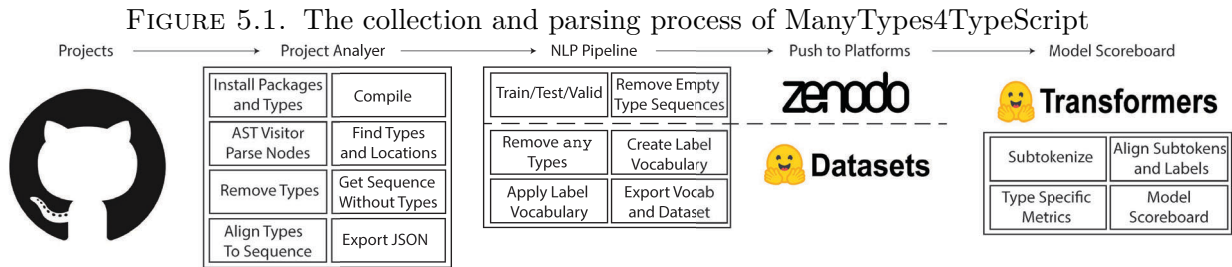 FIGURE 5.1. The collection and parsing process of ManyTypes4TypeScript
Projects
Project Analyer
NLP Pipeline
Push to Platforms
Model Scoreboard
Install Packages
and Types
Compile
AST Visitor
Parse Nodes
Find Types
and Locations
Remove Types
Get Sequence
Without Types
Align Types
To Sequence
Export JSON
Train/Test/Valid
Remove Empty
Type Sequences
Remove any
Types
Create Label
Vocabulary
Apply Label
Vocabulary
Export Vocab
and Dataset
zenodo
Datasets
Transformers
Subtokenize
Align Subtokens
and Labels
Type Specific
Metrics
Model
Scoreboard